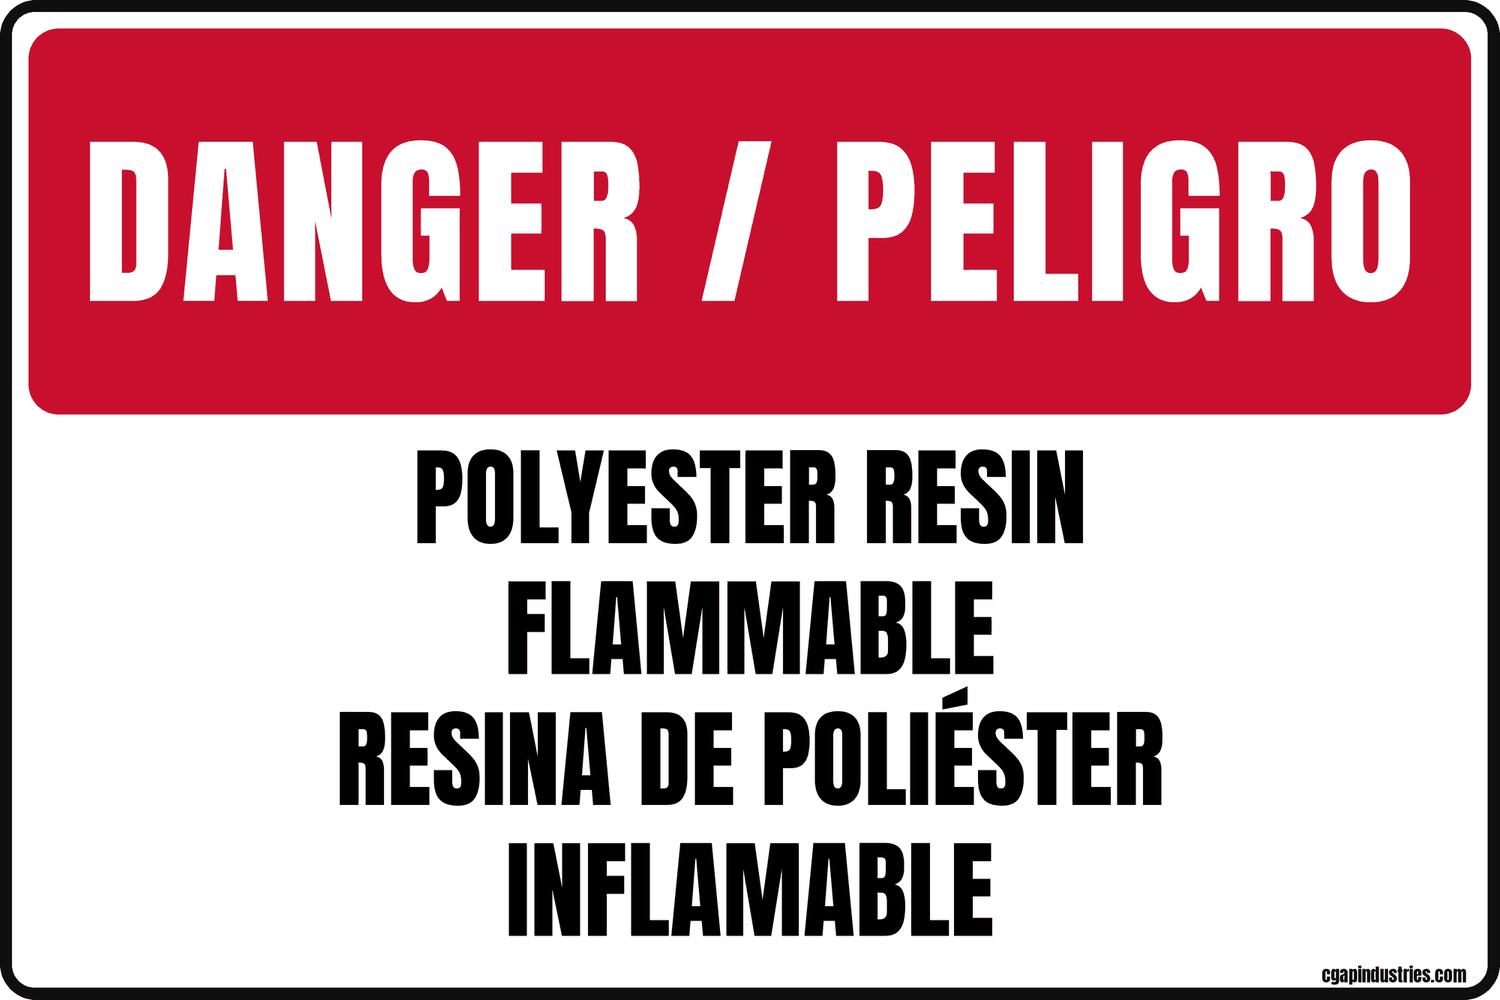 DANGER / PELIGRO
POLYESTER RESIN
FLAMMABLE
RESINA DE POLIÉSTER
INFLAMABLE
cgapindustries.com